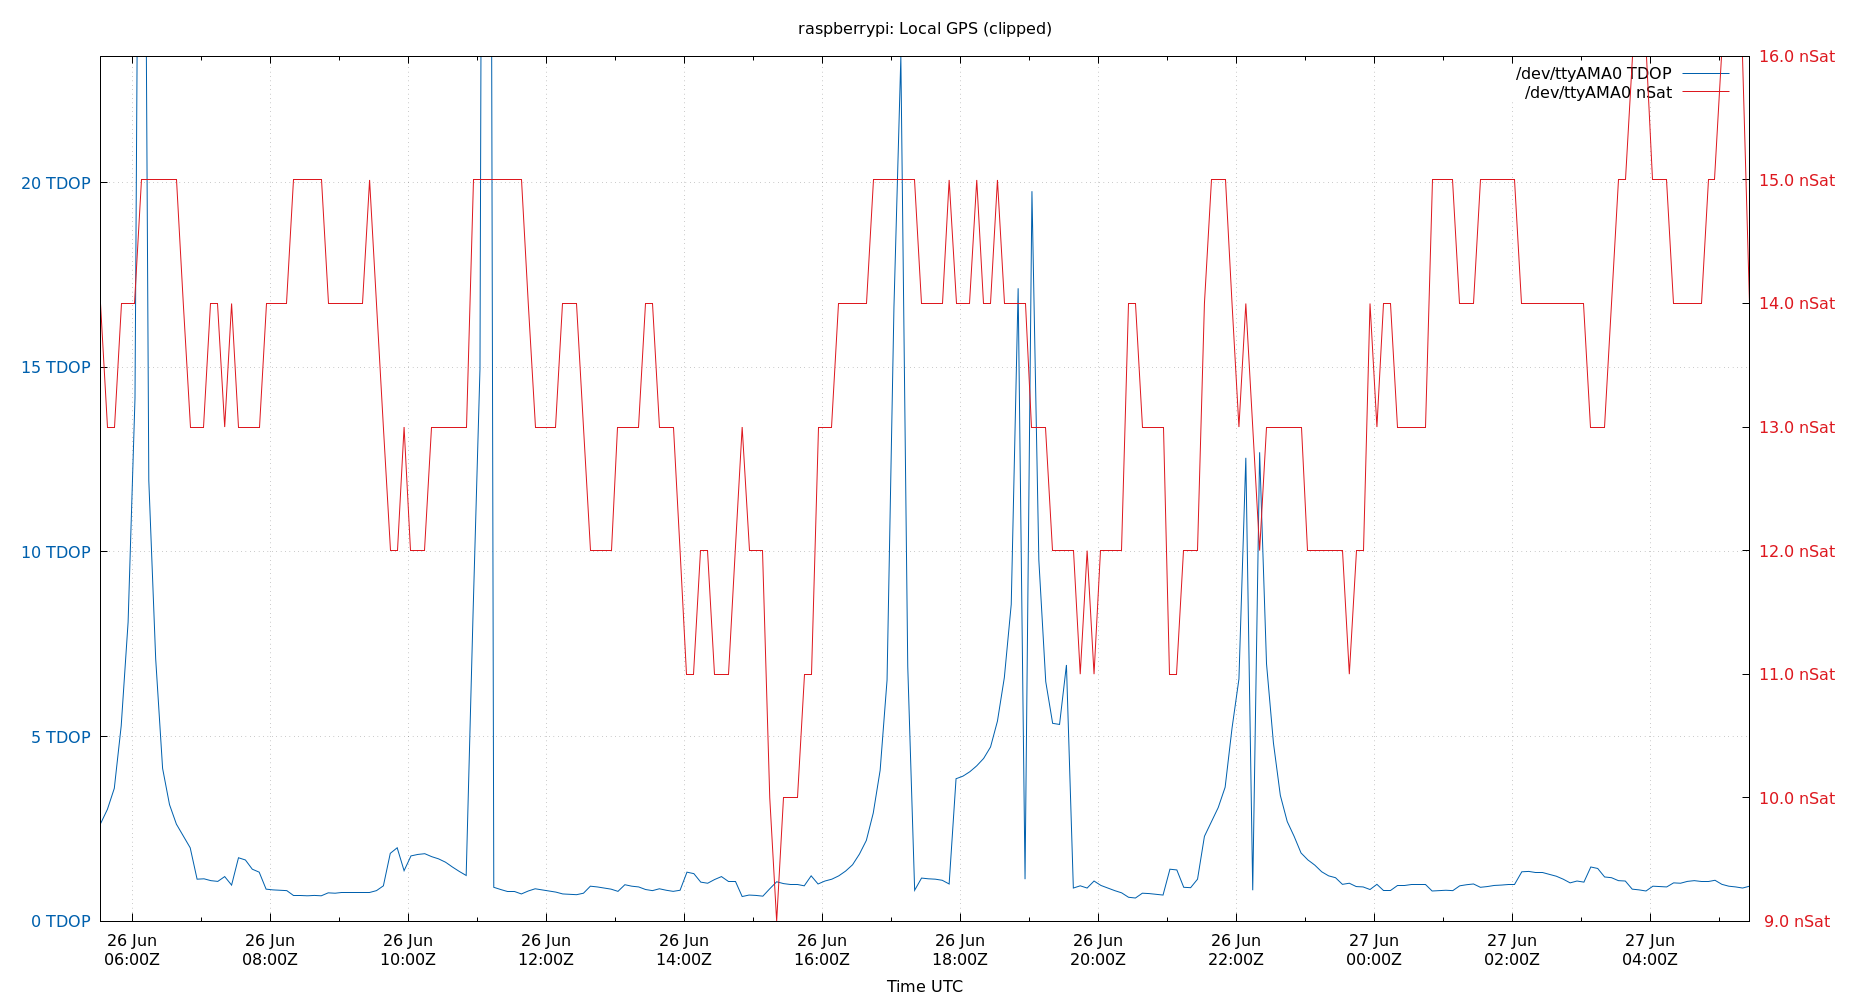 raspberrypi: Local GPS (clipped)
/dev/ttyAMA0 TDOP
/dev/ttyAMA0 nSat
20 TDOP
15 TDOP
10 TDOP
5 TDOP
0 TDOP
16.0 nSat
15.0 nSat
14.0 nSat
13.0 nSat
12.0 nSat
11.0 nSat
10.0 nSat
9.0 nSat
26 Jun 26 Jun 26 Jun 26 Jun 26 Jun 26 Jun 26 Jun 26 Jun 26 Jun 27 Jun 27 Jun 27 Jun
06:00Z 08:00Z 10:00Z 12:00Z 14:00Z 16:00Z 18:00Z 20:00Z 22:00Z 00:00Z 02:00Z 04:00Z
Time UTC